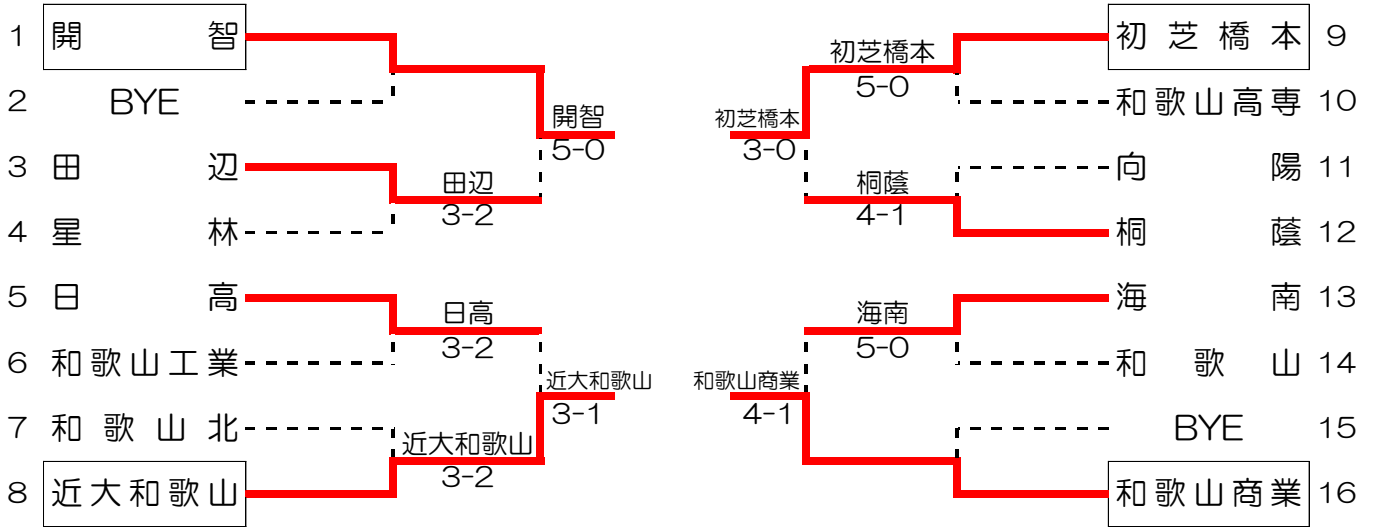 1 開智
2 BYE
3 田辺
4 星林
5 日高
6 和歌山工業
7 和歌山北
8 近大和歌山
田辺
3-2
日高
3-2
近大和歌山
3-2
開智
5-0
近大和歌山
3-1
初芝橋本
3-0
和歌山商業
4-1
初芝橋本
5-0
桐蔭
4-1
海南
5-0
初芝橋本 9
和歌山高専 10
向陽 11
桐蔭 12
海南 13
和歌山 14
BYE 15
和歌山商業 16